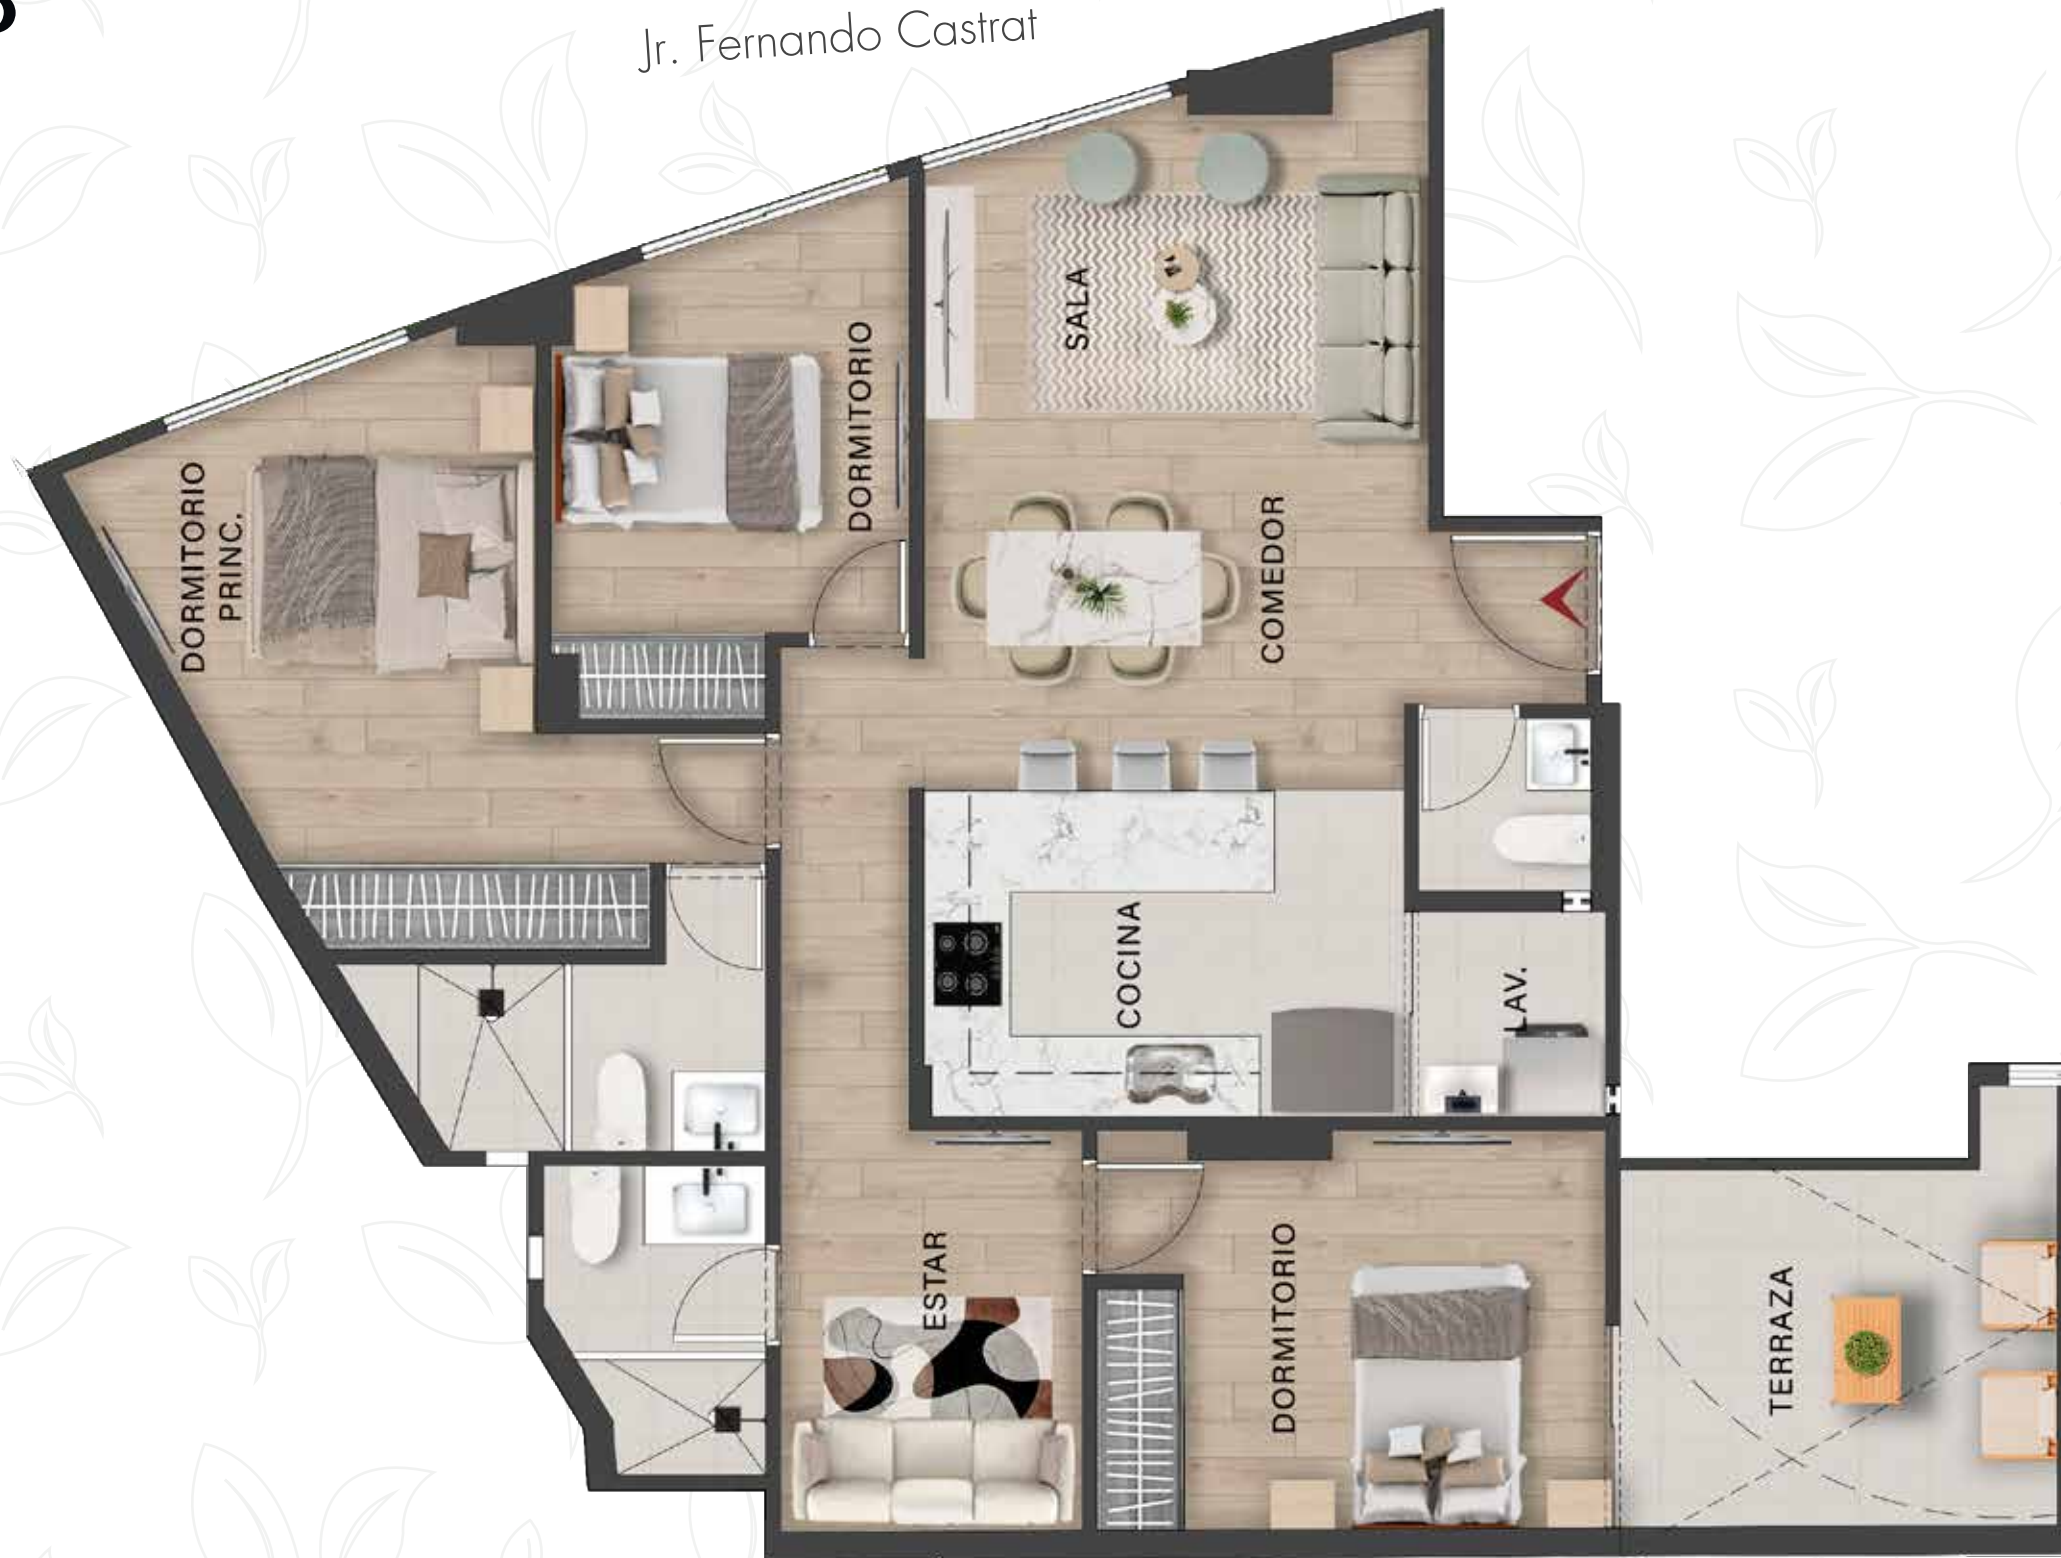 Jr. Fernando Castrat
SALA
DORMITORIO
DORMITORIO
PRINC.
COMEDOR
COCINA
LAV.
ESTAR
DORMITORIO
TERRAZA